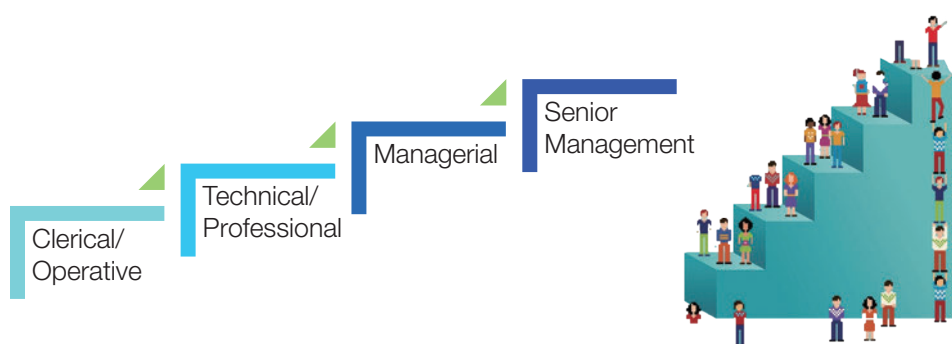 Clerical/
Operative
Technical/
Professional
Managerial
Senior
Management